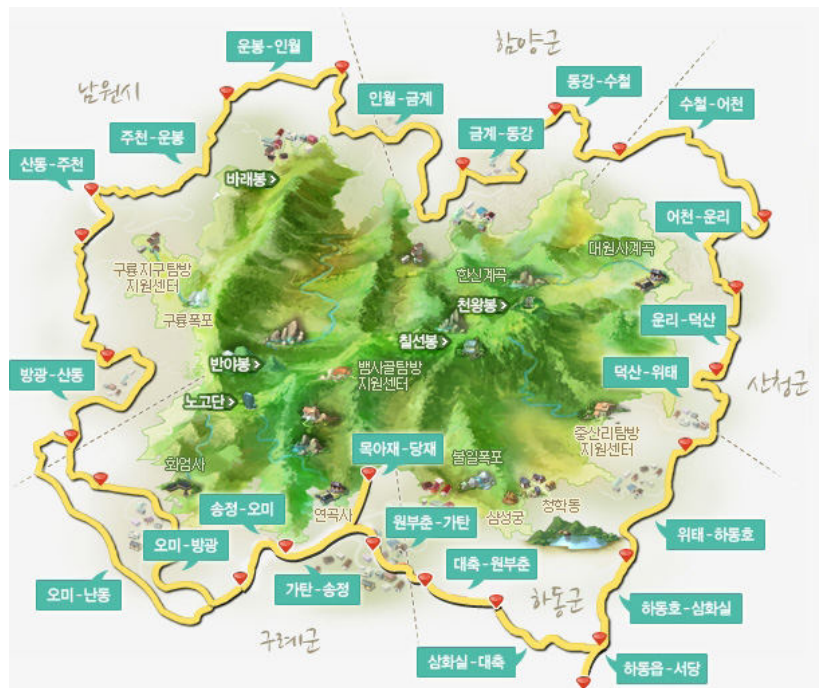 함양군
운봉-인월
남원시
동강-수철
인월-금계
수철-어천
금계-동강
주천-운봉
산동-주천
바래봉 >
어천-운리
대원사계곡
구룡지구탐방
지원센터
한신계곡
천왕봉 >
구룡폭포
운리-덕산
칠선봉 >
반야봉 >
뱀사골탐방
지원센터
방광-산동
덕산-위태
산청군
노고단 >
중산리탐방
지원센터
목아재-당재
불일폭포
화엄사
송정-오미
연곡사
삼성궁
청학동
원부춘-가탄
위태-하동호
오미-방광
대축-원부춘
가탄-송정
오미-난동
하동군
하동호-삼화실
구례군
삼화실-대축
하동읍-서당